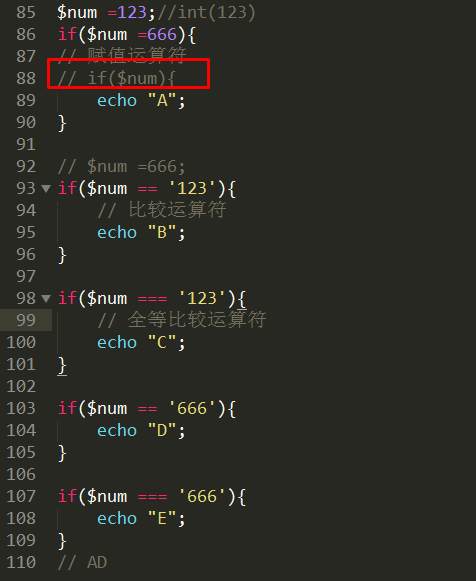 85 $num =123;//int(123)
86 if($num =666){
87 // 赋值运算符
88 // if($num){
89 echo "A";
90 }
91
92 // $num =666;
93 if($num == '123'){
94 // 比较运算符
95 echo "B";
96 }
97
98 if($num === '123'){
99 // 全等比较运算符
100 echo "C";
101 }
102
103 if($num == '666'){
104 echo "D";
105 }
106
107 if($num === '666'){
108 echo "E";
109 }
110 // AD